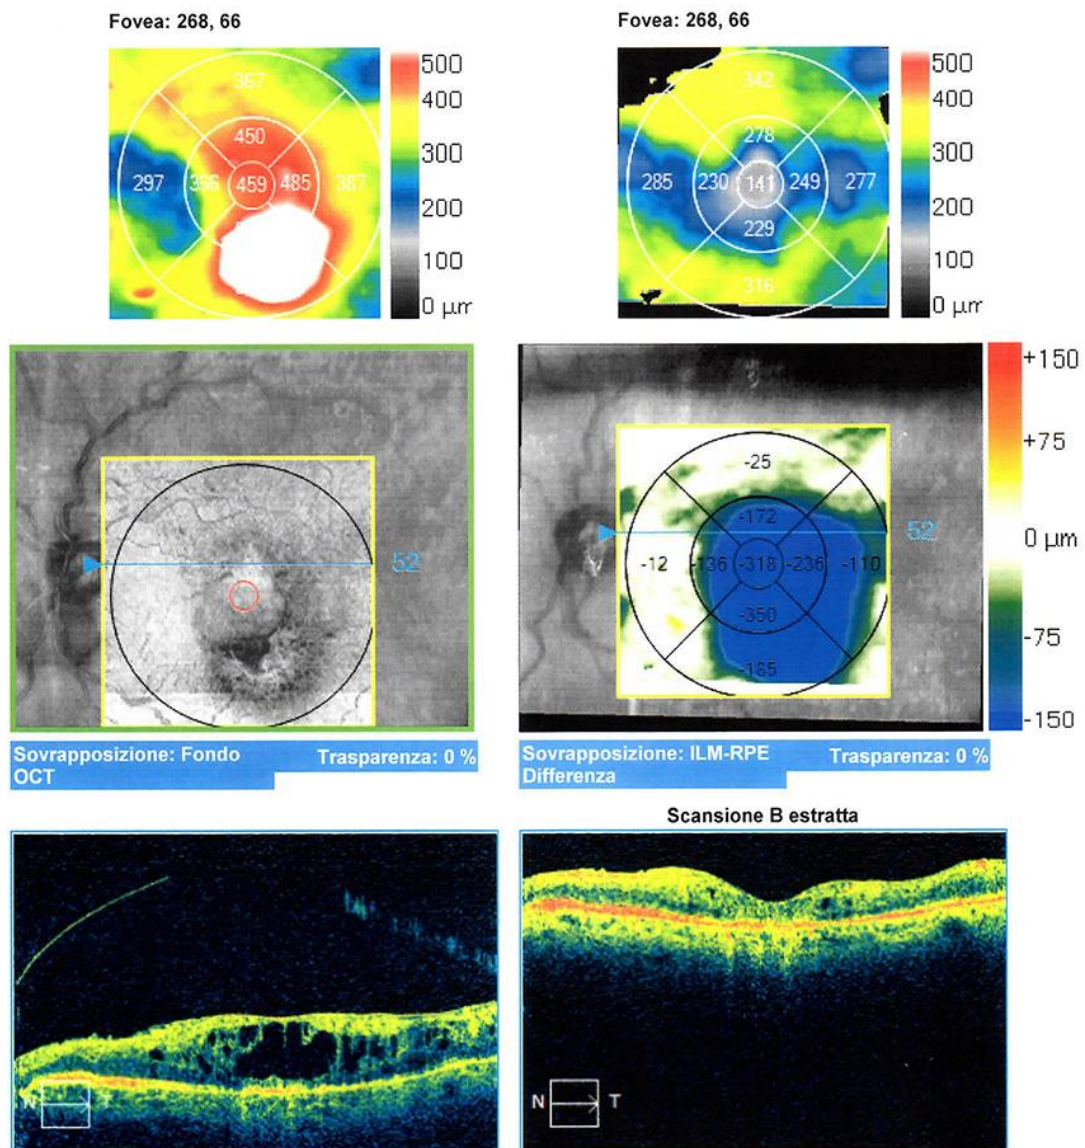 Fovea: 268, 66
Fovea: 268, 66
367
450
297
459
485
387
500
400
300
200
100
0 µm
342
278
285
230
141
249
277
229
316
500
400
300
200
100
0 µm
52
-25
-172
-12
-136
-318
-236
-110
-350
-185
52
+150
+75
0 µm
-75
-150
Sovrapposizione: Fondo
OCT
Trasparenza: 0 %
Sovrapposizione: ILM-RPE
Differenza
Trasparenza: 0 %
Scansione B estratta
N
T
N
T